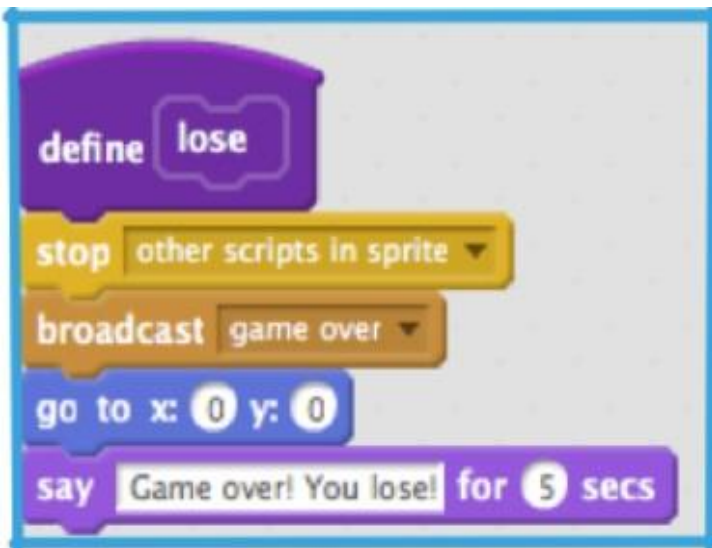 define lose
stop other scripts in sprite
broadcast game over
go to x: 0 y: 0
say Game over! You lose! for 5 secs